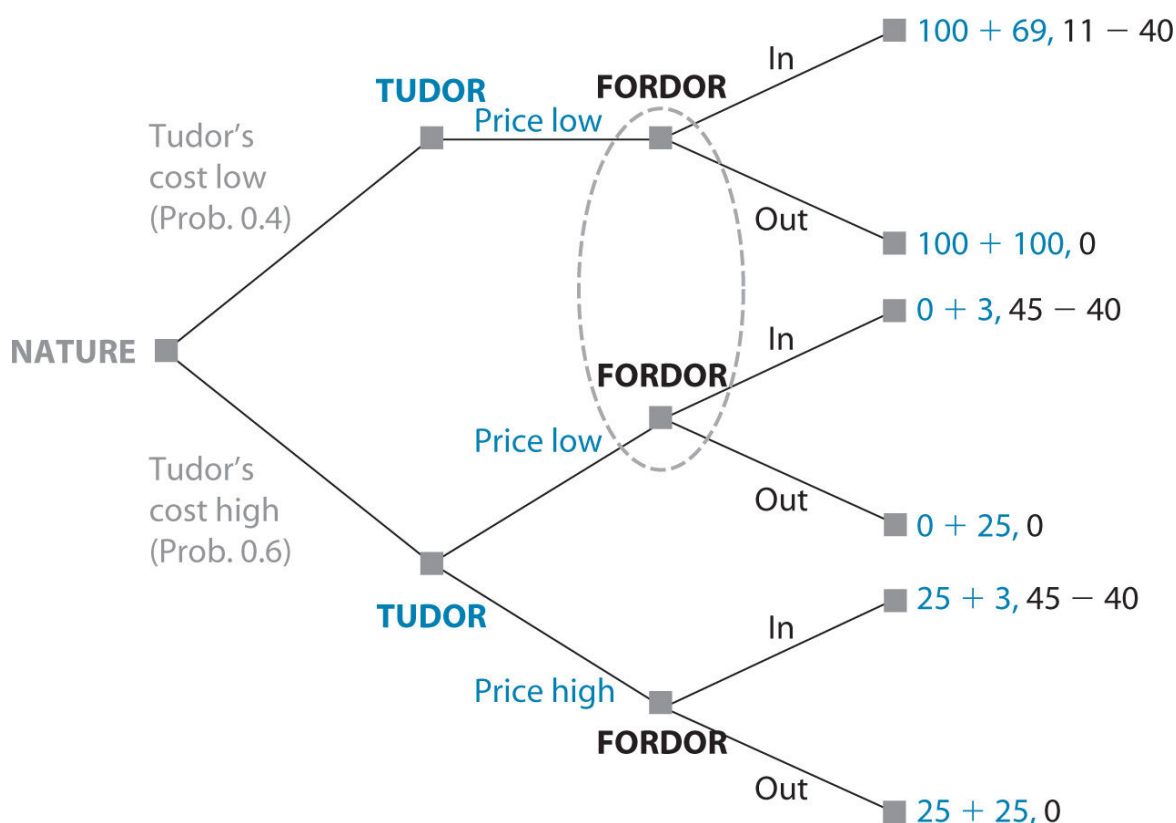 In
100 + 69, 11 − 40
TUDOR
FORDOR
Price low
Tudor's
cost low
(Prob. 0.4)
Out
100 + 100, 0
In
0 + 3, 45 − 40
NATURE
FORDOR
Price low
Tudor's
cost high
(Prob. 0.6)
Out
0 + 25, 0
TUDOR
In
25 + 3, 45 − 40
Price high
FORDOR
Out
25 + 25, 0